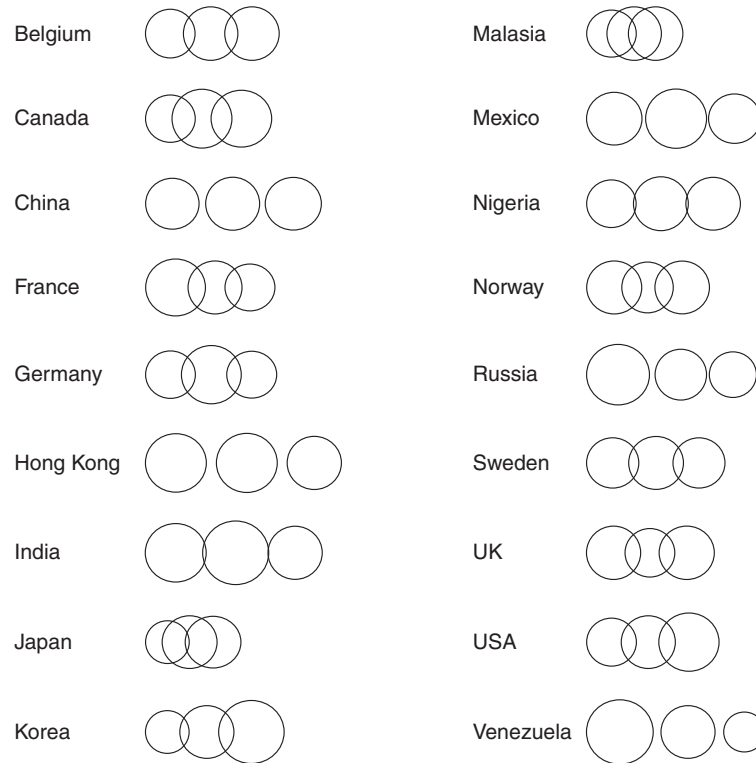 Belgium
Canada
China
France
Germany
Hong Kong
India
Japan
Korea
Malasia
Mexico
Nigeria
Norway
Russia
Sweden
UK
USA
Venezuela